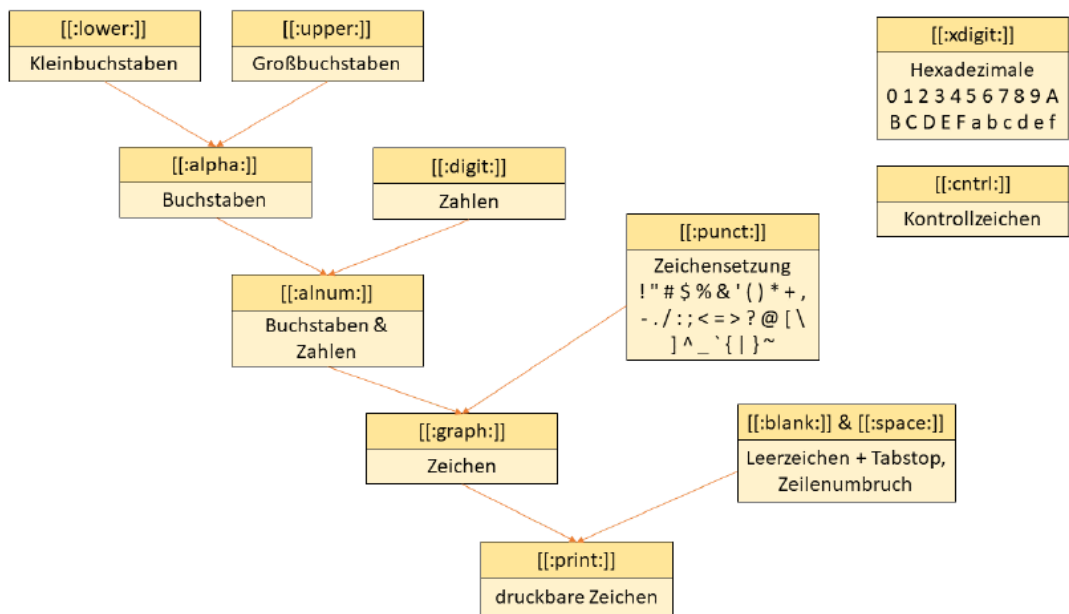 [[:lower:]]
Kleinbuchstaben
[[:upper:]]
Großbuchstaben
[[:xdigit:]]
Hexadezimale
0 1 2 3 4 5 6 7 8 9 A
B C D E F a b c d e f
[[:alpha:]]
Buchstaben
[[:digit:]]
Zahlen
[[:cntrl:]]
Kontrollzeichen
[[:punct:]]
Zeichensetzung
! " # $ % & ' ( ) * + ,
- . / : ; < = > ? @ [ \
] ^ _ ` { | } ~
[[:alnum:]]
Buchstaben &
Zahlen
[[:graph:]]
Zeichen
[[:blank:]] & [[:space:]]
Leerzeichen + Tabstop,
Zeilenumbruch
[[:print:]]
druckbare Zeichen